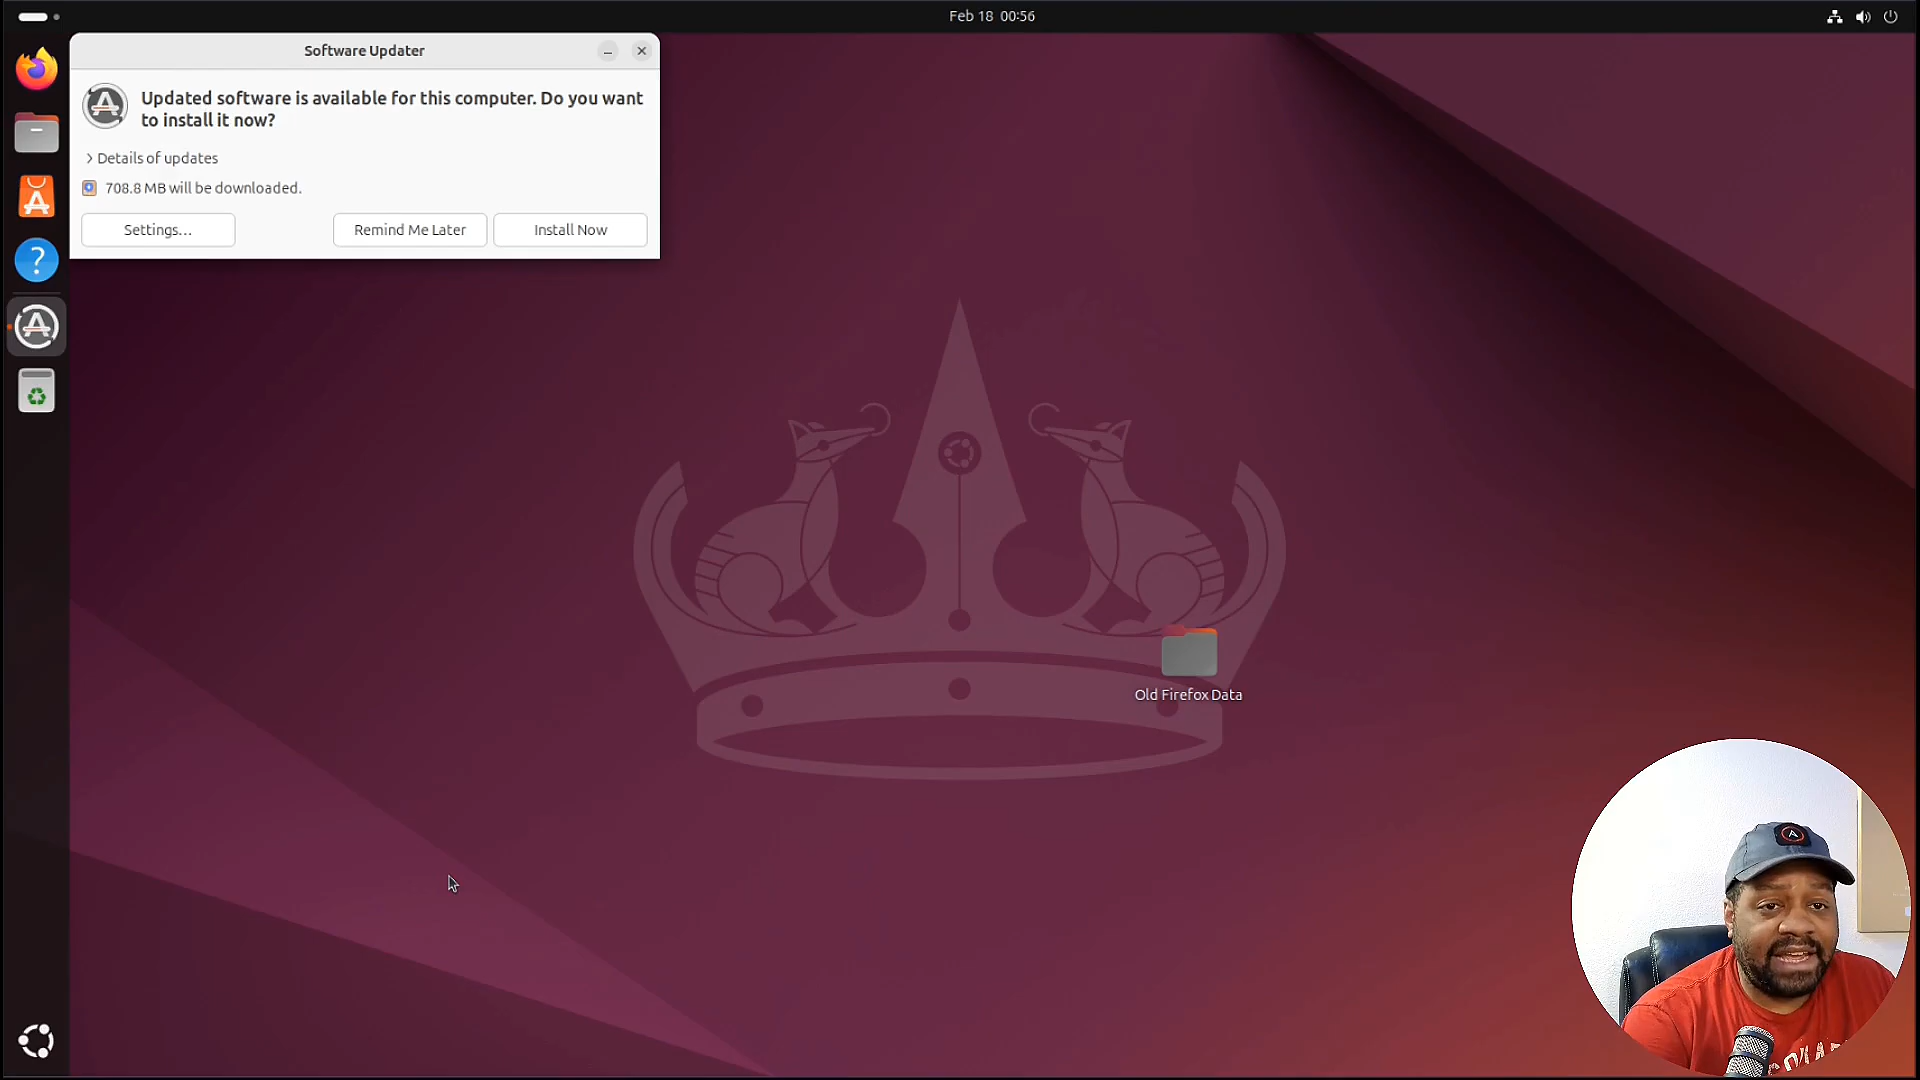 Feb 18 00:56
Software Updater
Updated software is available for this computer. Do you want
to install it now?
Details of updates
708.8 MB will be downloaded.
Settings...
Remind Me Later
Install Now
Old Firefox Data